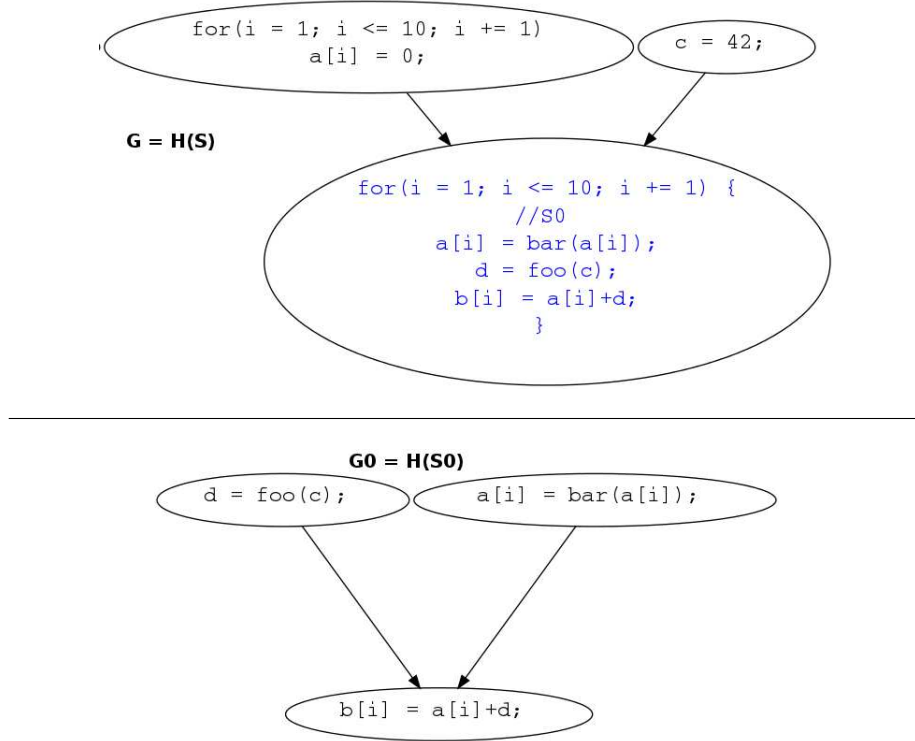 for(i = 1; i <= 10; i += 1)
a[i] = 0;
c = 42;
G = H(S)
for(i = 1; i <= 10; i += 1) {
//S0
a[i] = bar(a[i]);
d = foo(c);
b[i] = a[i]+d;
}
G0 = H(S0)
d = foo(c);
a[i] = bar(a[i]);
b[i] = a[i]+d;